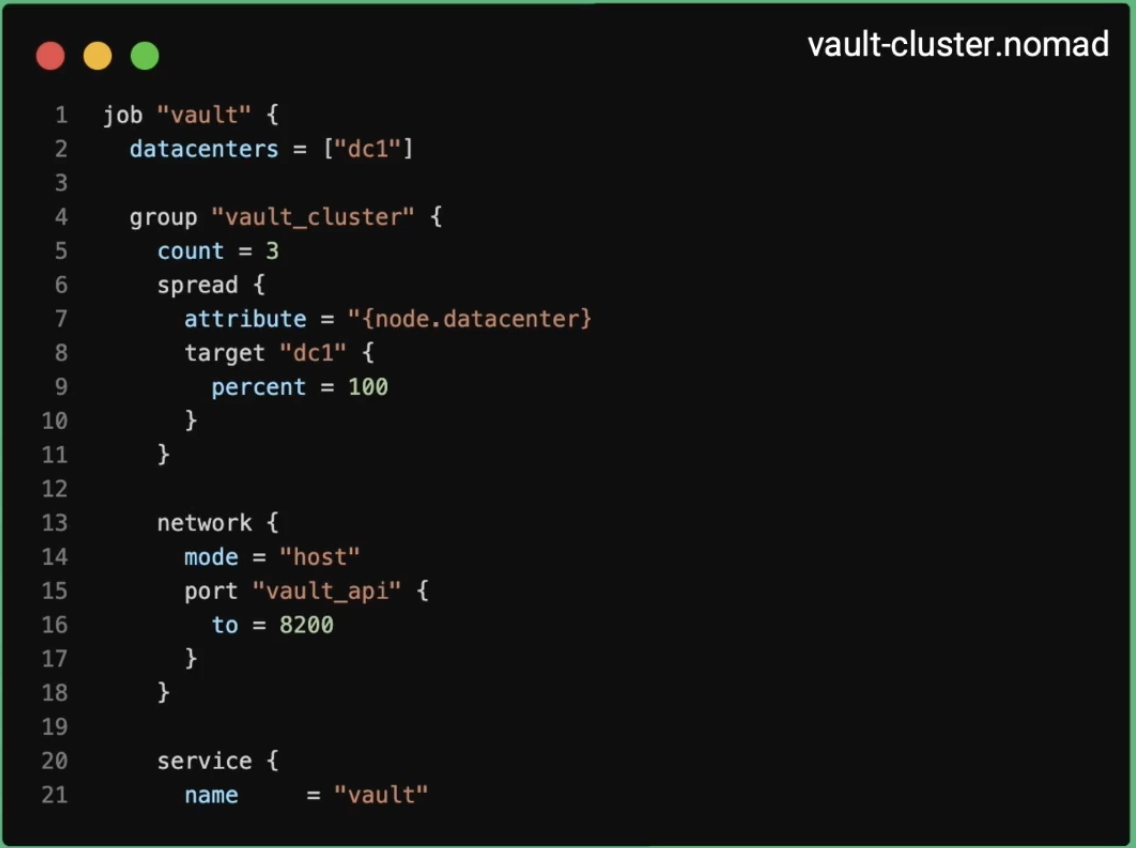 vault-cluster.nomad
1 job "vault" {
2   datacenters = ["dc1"]
3
4   group "vault_cluster" {
5     count = 3
6     spread {
7       attribute = "{node.datacenter}
8       target "dc1" {
9         percent = 100
10       }
11     }
12
13     network {
14       mode = "host"
15       port "vault_api" {
16         to = 8200
17       }
18     }
19
20     service {
21       name     = "vault"